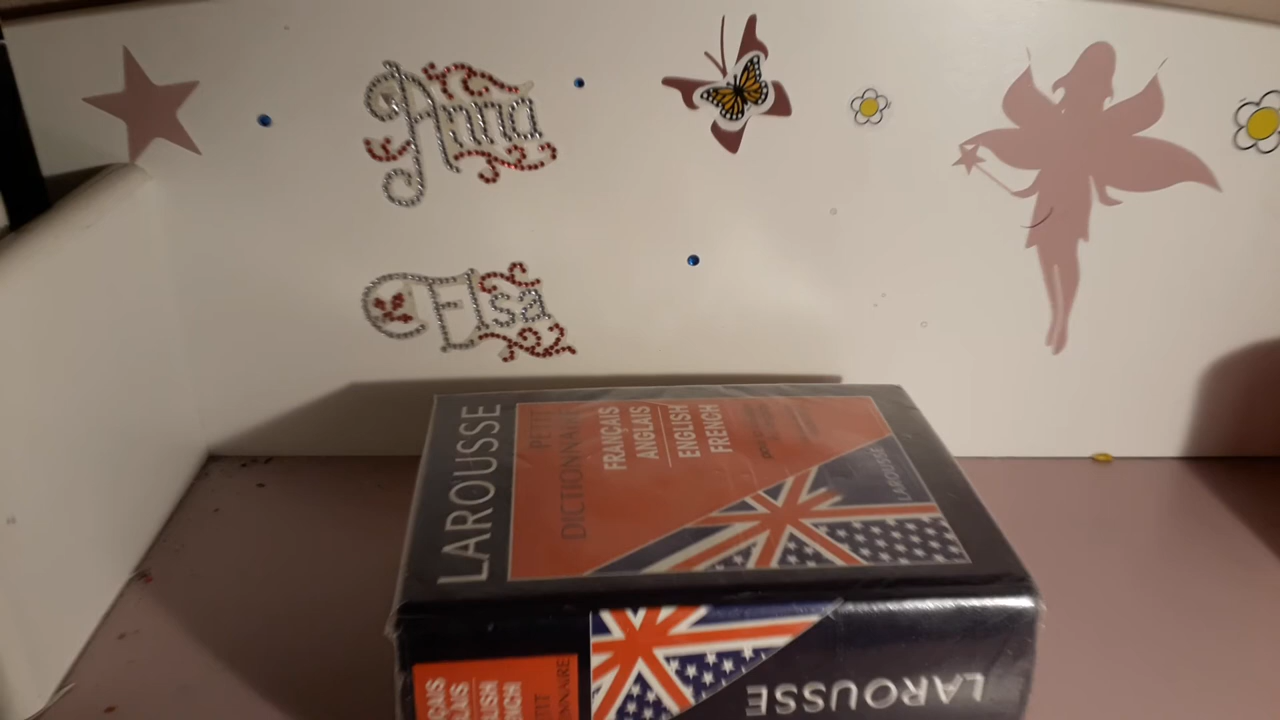 Anna
Elsa
LAROUSSE
PETIT
DICTIONNAIRE
FRANÇAIS
ANGLAIS
ENGLISH
FRENCH
LAROUSSE
LAROUSSE